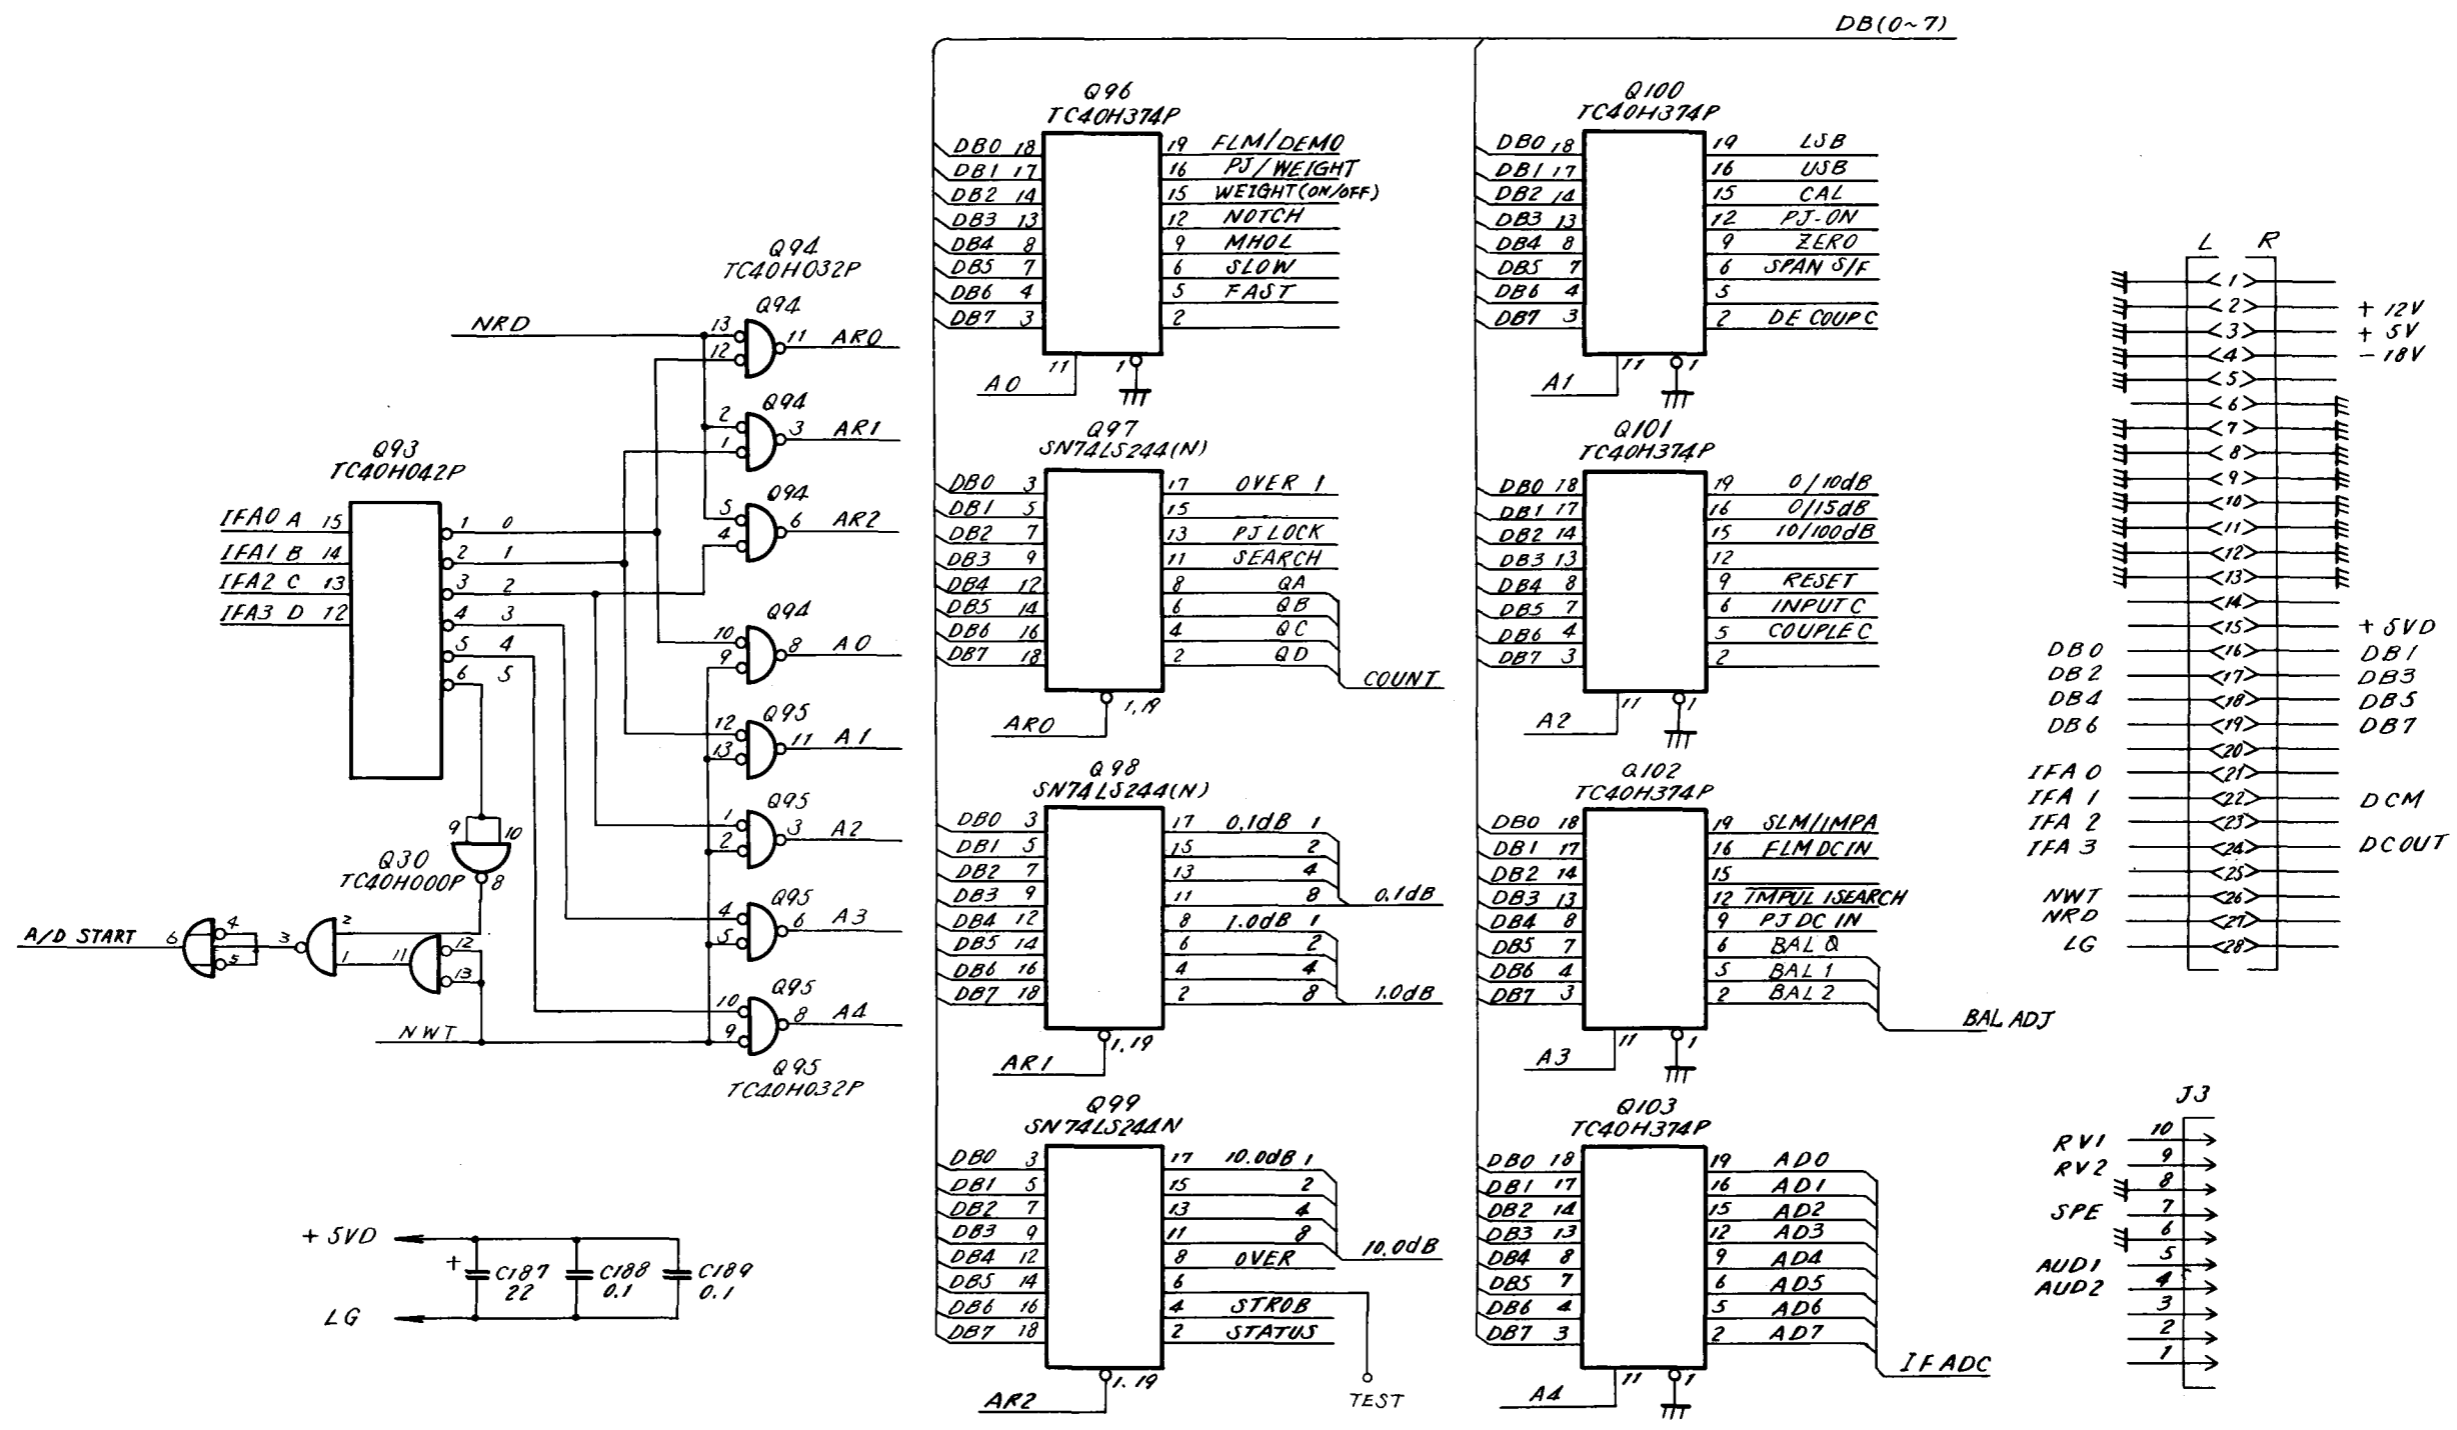 DB(0~7)
Q94
TC40H032P
NRD
13 Q94
12 11 AR0
Q94
2
1 3 AR1
Q94
5
4 6 AR2
Q94
10
9 8 A0
Q95
12
13 11 A1
Q95
1
2 3 A2
Q95
4
5 6 A3
Q95
10
9 8 A4
Q95
TC40H032P
Q93
TC40H042P
IFA0 A 15
IFA1 B 14
IFA2 C 13
IFA3 D 12
1 0
2 1
3 2
4 3
5 4
6 5
9 10
Q30
TC40H000P
8
A/D START 6 4 5 3 2 1 11 12 13
NWT
+5VD
+ C187 22
C188 0.1
C189 0.1
LG
Q96
TC40H374P
DB0 18 19 FLM/DEMO
DB1 17 16 PJ/WEIGHT
DB2 14 15 WEIGHT(ON/OFF)
DB3 13 12 NOTCH
DB4 8 9 MHOL
DB5 7 6 SLOW
DB6 4 5 FAST
DB7 3 2
A0 11 1
Q97
SN74LS244(N)
DB0 3 17 OVER 1
DB1 5 15
DB2 7 13 PJ LOCK
DB3 9 11 SEARCH
DB4 12 8 QA
DB5 14 6 QB
DB6 16 4 QC
DB7 18 2 QD
COUNT
AR0 1,19
Q98
SN74LS244(N)
DB0 3 17 0.1dB 1
DB1 5 15 2
DB2 7 13 4
DB3 9 11 8 0.1dB
DB4 12 8 1.0dB 1
DB5 14 6 2
DB6 16 4 4
DB7 18 2 8 1.0dB
AR1 1,19
Q99
SN74LS244N
DB0 3 17 10.0dB 1
DB1 5 15 2
DB2 7 13 4
DB3 9 11 8 10.0dB
DB4 12 8 OVER
DB5 14 6
DB6 16 4 STROB
DB7 18 2 STATUS
AR2 1.19
TEST
Q100
TC40H374P
DB0 18 19 LSB
DB1 17 16 USB
DB2 14 15 CAL
DB3 13 12 PJ-ON
DB4 8 9 ZERO
DB5 7 6 SPAN S/F
DB6 4 5
DB7 3 2 DE COUP C
A1 11 1
Q101
TC40H374P
DB0 18 19 0/10dB
DB1 17 16 0/15dB
DB2 14 15 10/100dB
DB3 13 12
DB4 8 9 RESET
DB5 7 6 INPUT C
DB6 4 5 COUPLE C
DB7 3 2
A2 11 1
Q102
TC40H374P
DB0 18 19 SLM/IMPA
DB1 17 16 FLM DC IN
DB2 14 15
DB3 13 12 TMPUL 1SEARCH
DB4 8 9 PJ DC IN
DB5 7 6 BAL Q
DB6 4 5 BAL 1
DB7 3 2 BAL 2
BAL ADJ
A3 11 1
Q103
TC40H374P
DB0 18 19 AD0
DB1 17 16 AD1
DB2 14 15 AD2
DB3 13 12 AD3
DB4 8 9 AD4
DB5 7 6 AD5
DB6 4 5 AD6
DB7 3 2 AD7
IF ADC
A4 11 1
L R
1
2 +12V
3 +5V
4 -18V
5
6
7
8
9
10
11
12
13
14
15 +5VD
DB0 16 DB1
DB2 17 DB3
DB4 18 DB5
DB6 19 DB7
20
IFA0 21
IFA1 22 DCM
IFA2 23
IFA3 24 DCOUT
25
NWT 26
NRD 27
LG 28
J3
RV1 10
RV2 9
8
SPE 7
6
AUD1 5
AUD2 4
3
2
1